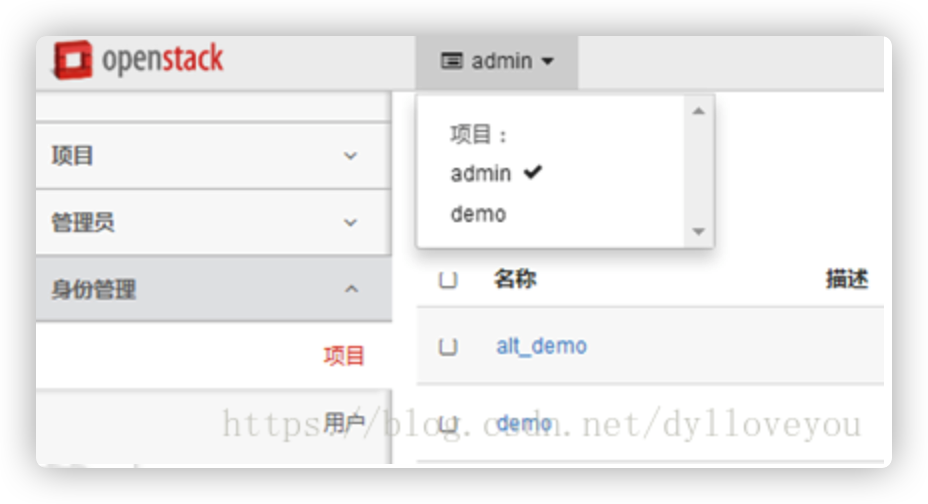 openstack
admin
项目：
admin
demo
项目
管理员
身份管理
项目
用户
名称 描述
alt_demo
demo
https://blog.csdn.net/dylloveyou